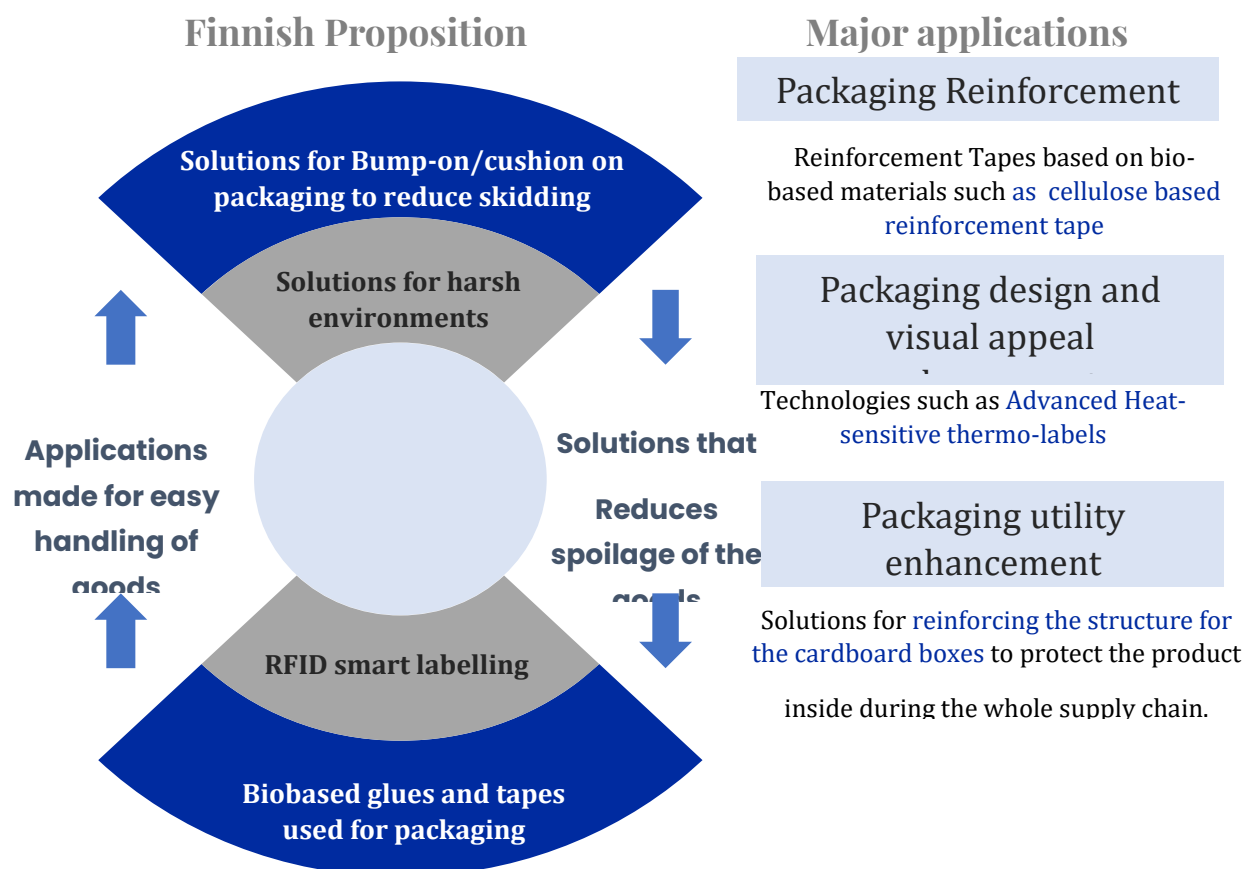 Finnish Proposition
Solutions for Bump-on/cushion on
packaging to reduce skidding
Solutions for harsh
environments
Applications
made for easy
handling of
goods
Solutions that
Reduces
spoilage of the
goods
RFID smart labelling
Biobased glues and tapes
used for packaging
Major applications
Packaging Reinforcement
Reinforcement Tapes based on bio-
based materials such as cellulose based
reinforcement tape
Packaging design and
visual appeal
Technologies such as Advanced Heat-
sensitive thermo-labels
Packaging utility
enhancement
Solutions for reinforcing the structure for
the cardboard boxes to protect the product
inside during the whole supply chain.